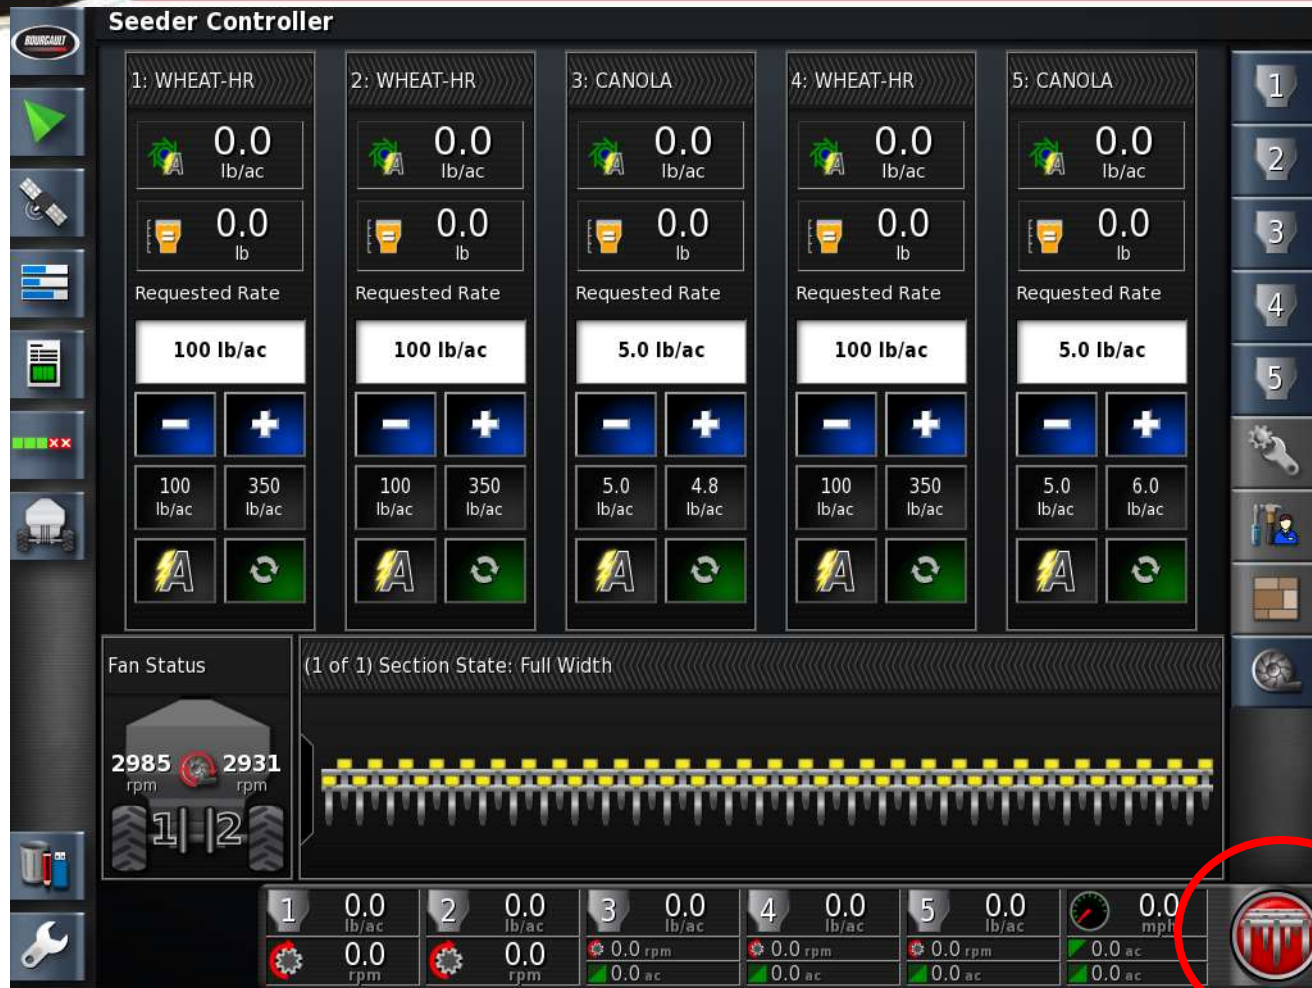 BOURGAULT
Seeder Controller
1: WHEAT-HR
2: WHEAT-HR
3: CANOLA
4: WHEAT-HR
5: CANOLA
0.0 0.0 0.0 0.0 0.0
lb/ac lb/ac lb/ac lb/ac lb/ac
0.0 0.0 0.0 0.0 0.0
lb lb lb lb lb
Requested Rate Requested Rate Requested Rate Requested Rate Requested Rate
100 lb/ac 100 lb/ac 5.0 lb/ac 100 lb/ac 5.0 lb/ac
100 350 100 350 5.0 4.8 100 350 5.0 6.0
lb/ac lb/ac lb/ac lb/ac lb/ac lb/ac lb/ac lb/ac lb/ac lb/ac
A A A A A
1
2
3
4
5
Fan Status
(1 of 1) Section State: Full Width
2985 2931
rpm rpm
1 2
1 0.0 2 0.0 3 0.0 4 0.0 5 0.0 0.0
lb/ac lb/ac lb/ac lb/ac lb/ac mph
0.0 0.0 0.0 rpm 0.0 rpm 0.0 rpm 0.0 ac
rpm rpm 0.0 ac 0.0 ac 0.0 ac 0.0 ac